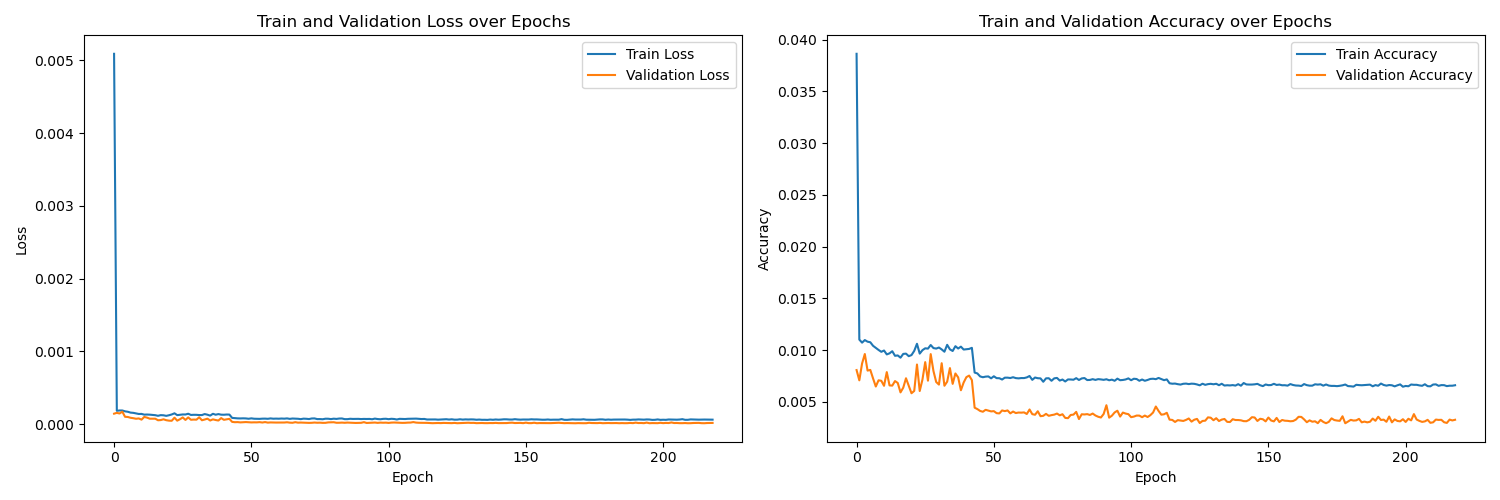 Train and Validation Loss over Epochs
Train Loss
Validation Loss
0.005
0.004
0.003
0.002
0.001
0.000
Loss
0
50
100
150
200
Epoch
Train and Validation Accuracy over Epochs
Train Accuracy
Validation Accuracy
0.040
0.035
0.030
0.025
0.020
0.015
0.010
0.005
Accuracy
0
50
100
150
200
Epoch